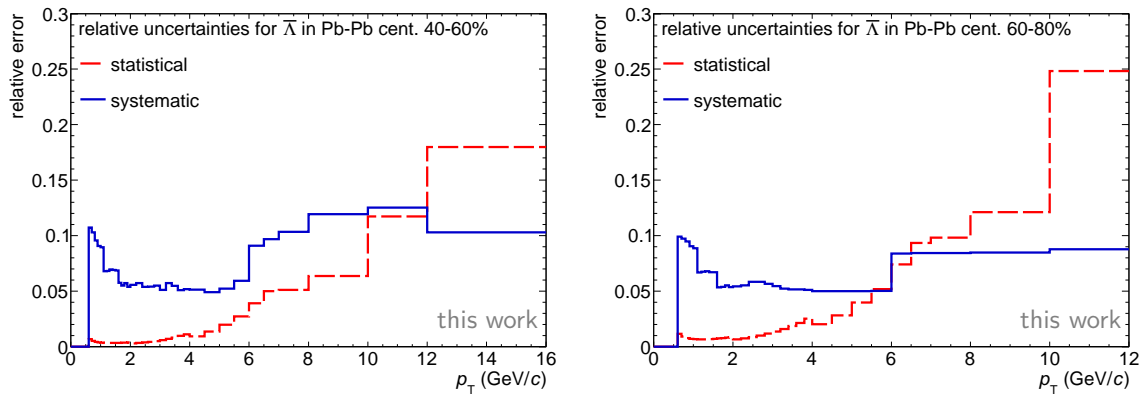 relative uncertainties for Λ̅ in Pb-Pb cent. 40-60%
statistical
systematic
relative error
0.3
0.25
0.2
0.15
0.1
0.05
0
this work
0 2 4 6 8 10 12 14 16
p_T (GeV/c)
relative uncertainties for Λ̅ in Pb-Pb cent. 60-80%
statistical
systematic
relative error
0.3
0.25
0.2
0.15
0.1
0.05
0
this work
0 2 4 6 8 10 12
p_T (GeV/c)